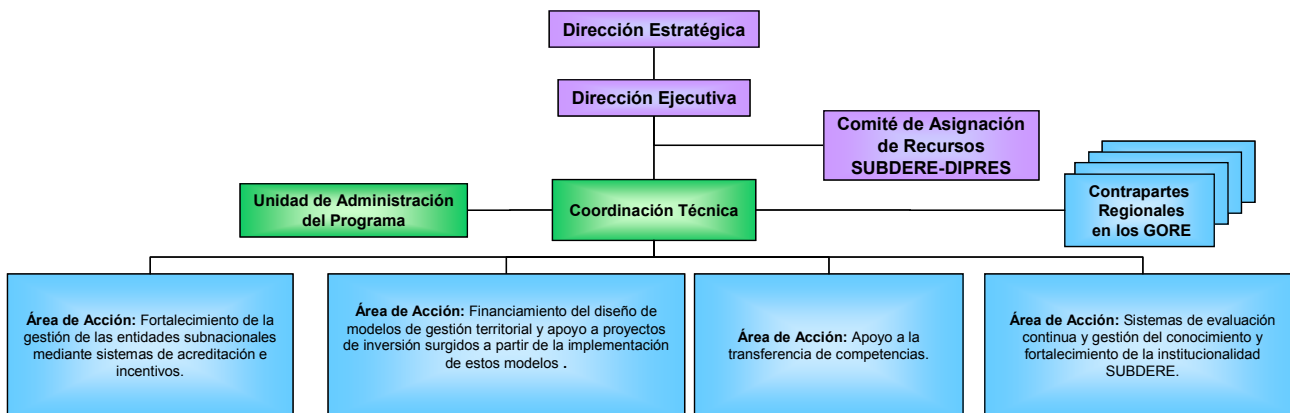 Dirección Estratégica
Dirección Ejecutiva
Comité de Asignación
de Recursos
SUBDERE-DIPRES
Unidad de Administración
del Programa
Coordinación Técnica
Contrapartes
Regionales
en los GORE
Área de Acción: Fortalecimiento de la
gestión de las entidades subnacionales
mediante sistemas de acreditación e
incentivos.
Área de Acción: Financiamiento del diseño de
modelos de gestión territorial y apoyo a proyectos
de inversión surgidos a partir de la implementación
de estos modelos .
Área de Acción: Apoyo a la
transferencia de competencias.
Área de Acción: Sistemas de evaluación
continua y gestión del conocimiento y
fortalecimiento de la institucionalidad
SUBDERE.